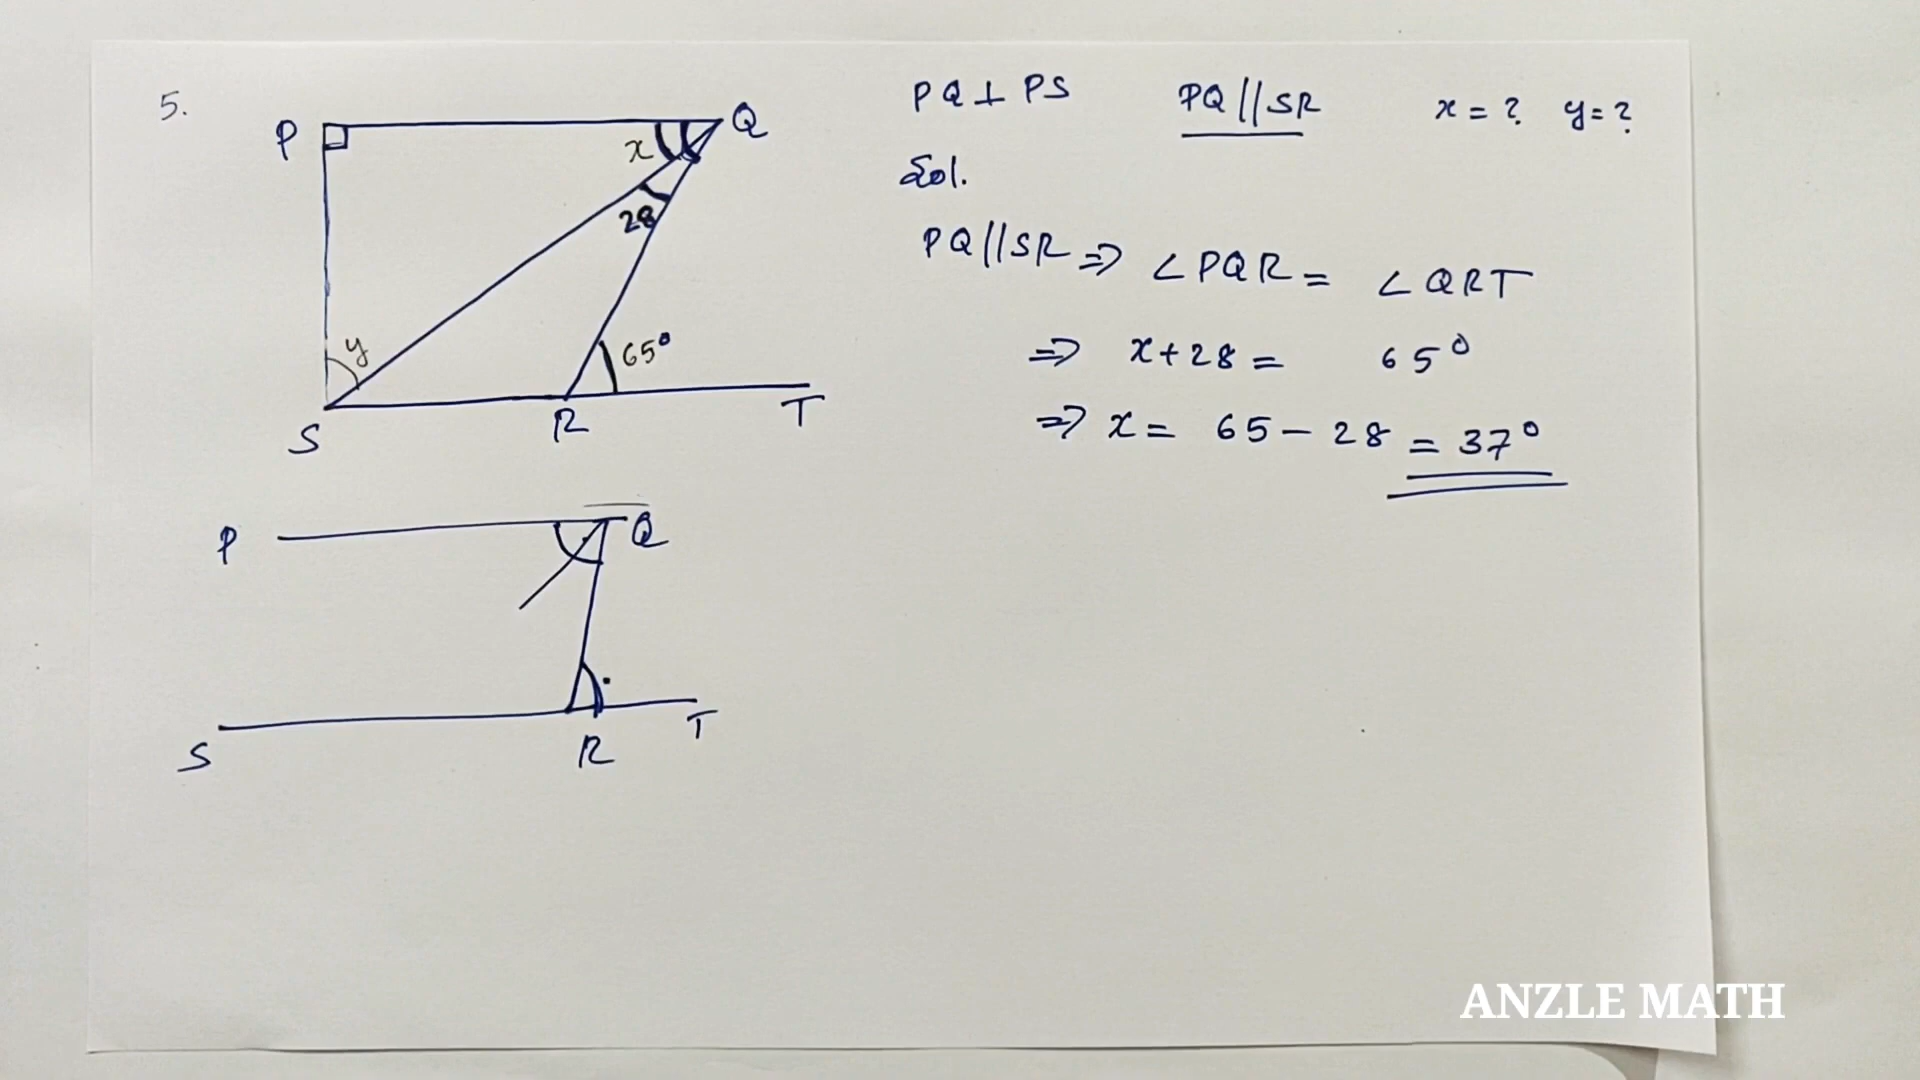 5.
P
Q
x
28
y
65°
S
R
T
PQ ⊥ PS PQ // SR x = ? y = ?
Sol.
PQ // SR ⇒ ∠PQR = ∠QRT
⇒ x + 28 = 65°
⇒ x = 65 - 28 = 37°
P
Q
S
R
T
ANZLE MATH